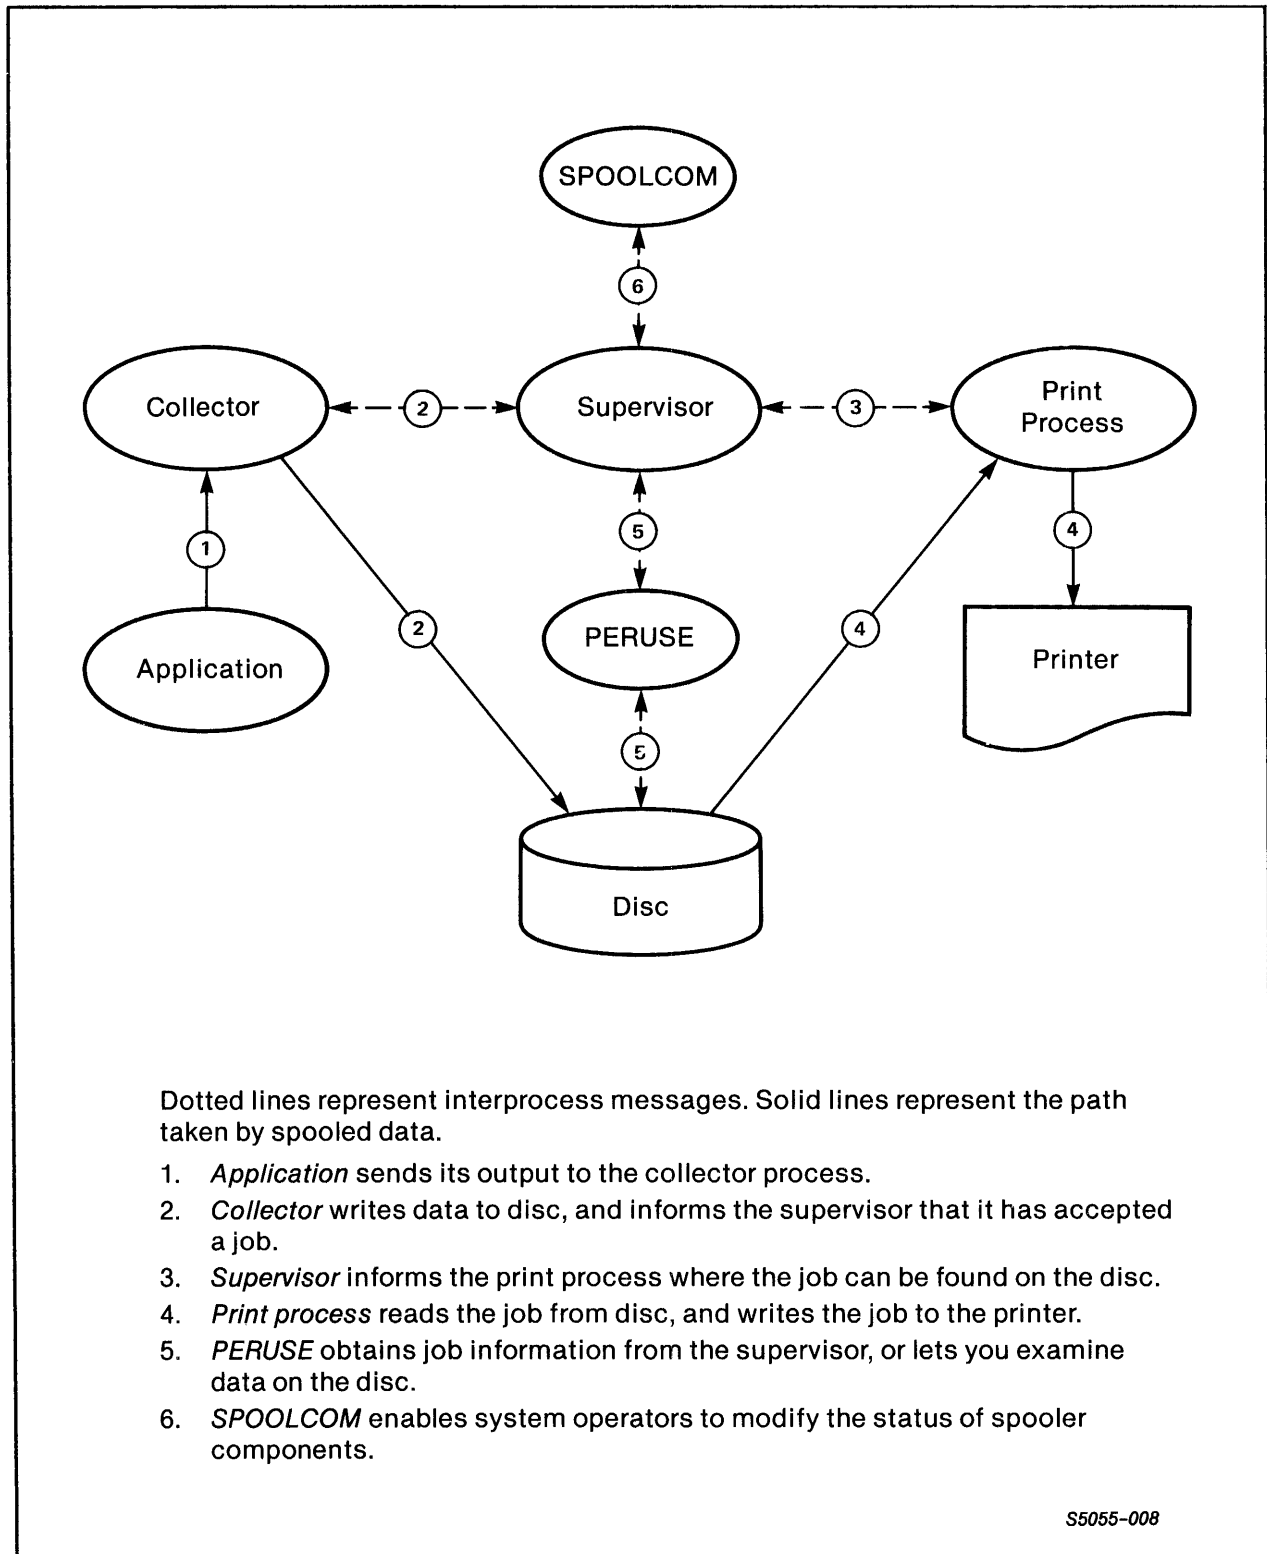 SPOOLCOM
6
Collector
2
Supervisor
3
Print
Process
1
5
4
Application
2
PERUSE
4
Printer
5
Disc
Dotted lines represent interprocess messages. Solid lines represent the path
taken by spooled data.
1. Application sends its output to the collector process.
2. Collector writes data to disc, and informs the supervisor that it has accepted
a job.
3. Supervisor informs the print process where the job can be found on the disc.
4. Print process reads the job from disc, and writes the job to the printer.
5. PERUSE obtains job information from the supervisor, or lets you examine
data on the disc.
6. SPOOLCOM enables system operators to modify the status of spooler
components.
S5055-008